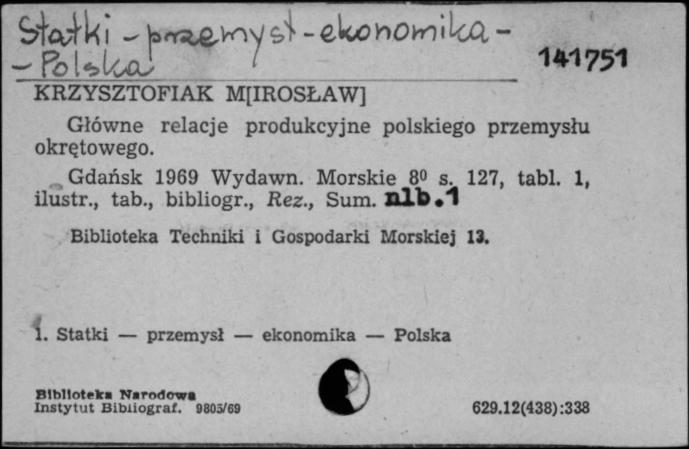 Statki - przemysł - ekonomika -
- Polska
141751
KRZYSZTOFIAK M[IROSŁAW]
Główne relacje produkcyjne polskiego przemysłu
okrętowego.
Gdańsk 1969 Wydawn. Morskie 8⁰ s. 127, tabl. 1,
ilustr., tab., bibliogr., Rez., Sum. nlb.1
Biblioteka Techniki i Gospodarki Morskiej 13.
1. Statki — przemysł — ekonomika — Polska
Biblioteka Narodowa
Instytut Bibliograf. 9805/69
629.12(438):338